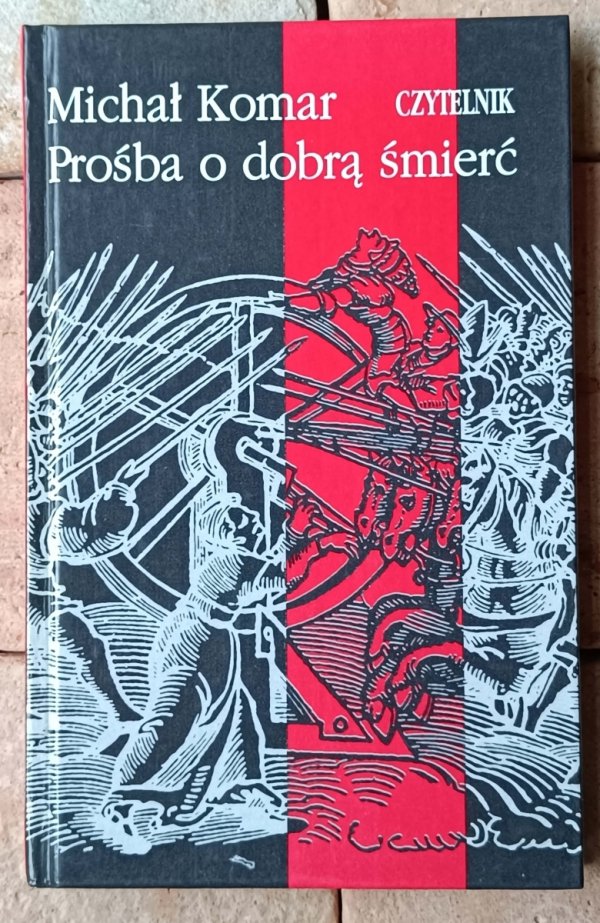 Michał Komar CZYTELNIK
Prośba o dobrą śmierć